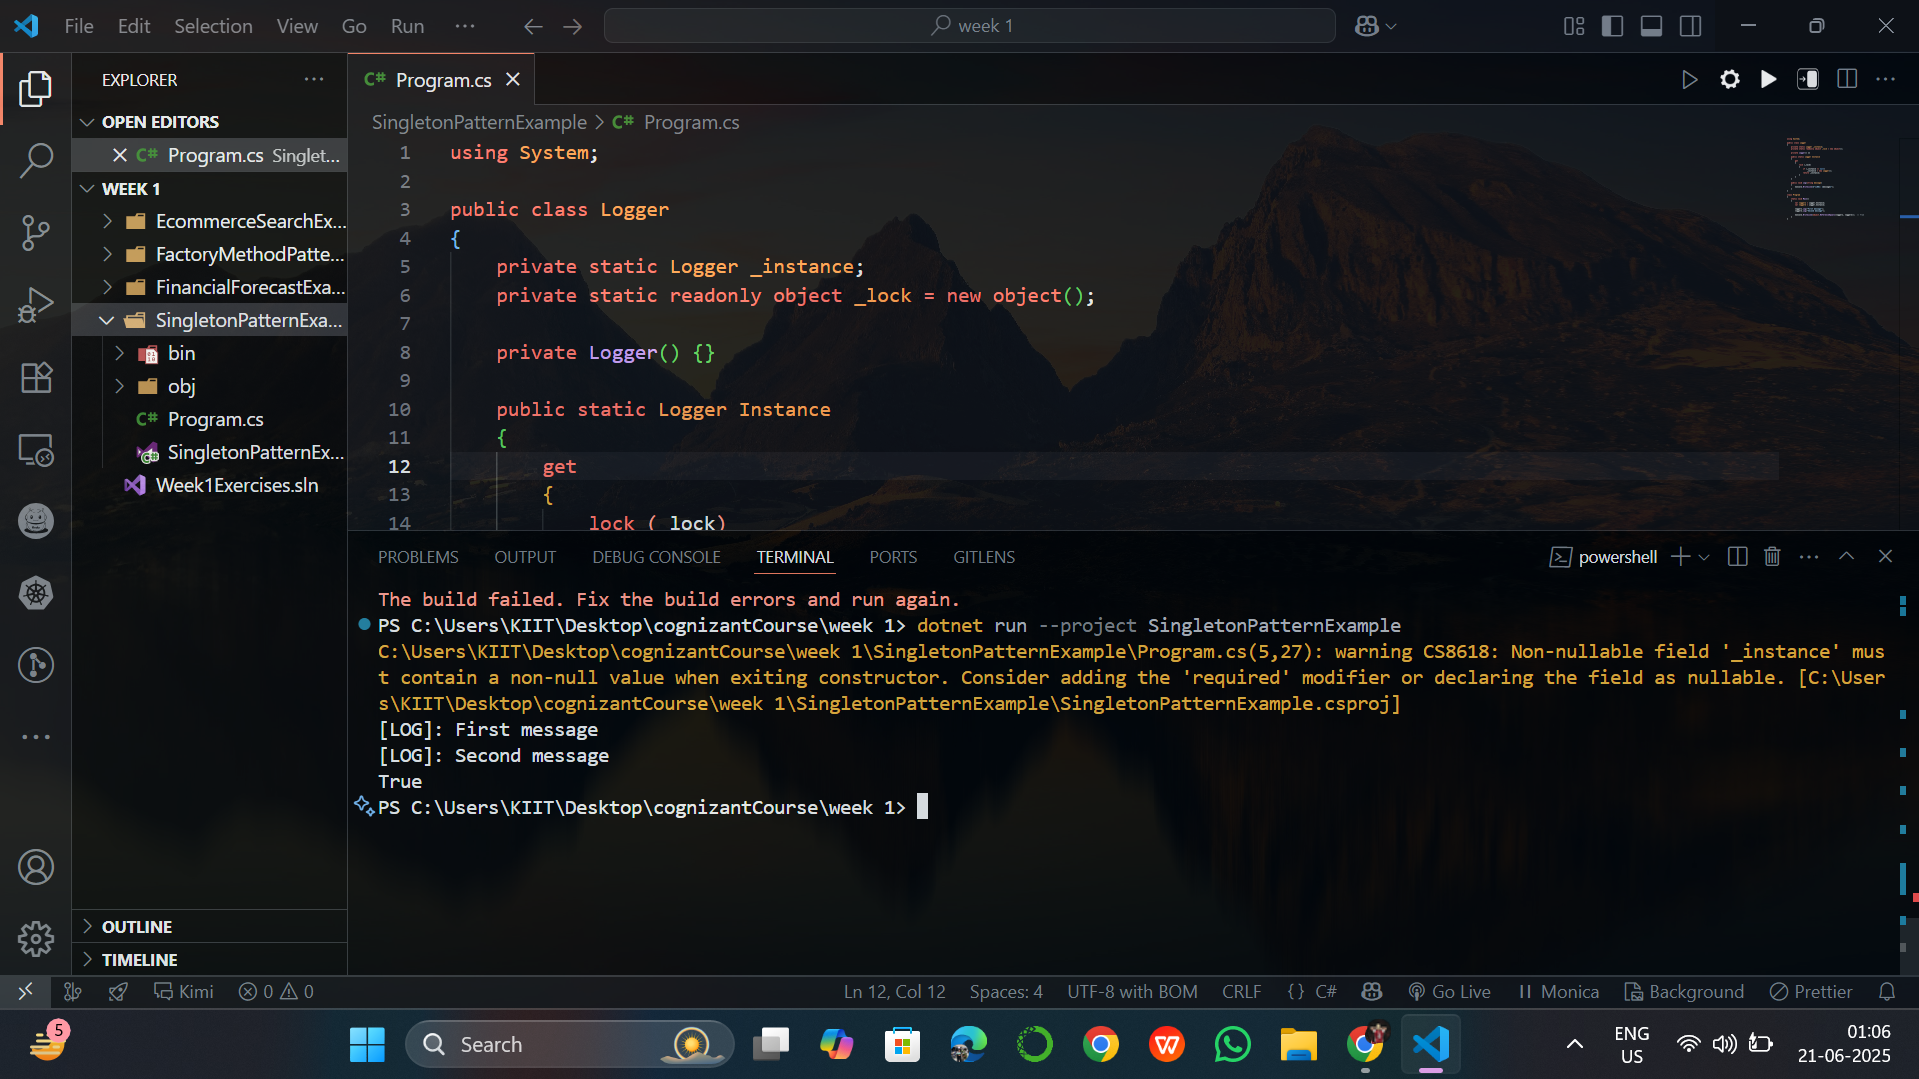 File Edit Selection View Go Run ···
week 1
EXPLORER
OPEN EDITORS
C# Program.cs Singlet...
WEEK 1
EcommerceSearchEx...
FactoryMethodPatte...
FinancialForecastExa...
SingletonPatternExa...
bin
obj
C# Program.cs
SingletonPatternEx...
Week1Exercises.sln
OUTLINE
TIMELINE
C# Program.cs
SingletonPatternExample > C# Program.cs
1 using System;
2
3 public class Logger
4 {
5 private static Logger _instance;
6 private static readonly object _lock = new object();
7
8 private Logger() {}
9
10 public static Logger Instance
11 {
12 get
13 {
14 lock (_lock)
PROBLEMS OUTPUT DEBUG CONSOLE TERMINAL PORTS GITLENS
powershell
The build failed. Fix the build errors and run again.
PS C:\Users\KIIT\Desktop\cognizantCourse\week 1> dotnet run --project SingletonPatternExample
C:\Users\KIIT\Desktop\cognizantCourse\week 1\SingletonPatternExample\Program.cs(5,27): warning CS8618: Non-nullable field '_instance' mus
t contain a non-null value when exiting constructor. Consider adding the 'required' modifier or declaring the field as nullable. [C:\User
s\KIIT\Desktop\cognizantCourse\week 1\SingletonPatternExample\SingletonPatternExample.csproj]
[LOG]: First message
[LOG]: Second message
True
PS C:\Users\KIIT\Desktop\cognizantCourse\week 1>
Kimi 0 0 Ln 12, Col 12 Spaces: 4 UTF-8 with BOM CRLF {} C# Go Live Monica Background Prettier
5
Search
ENG
US
01:06
21-06-2025